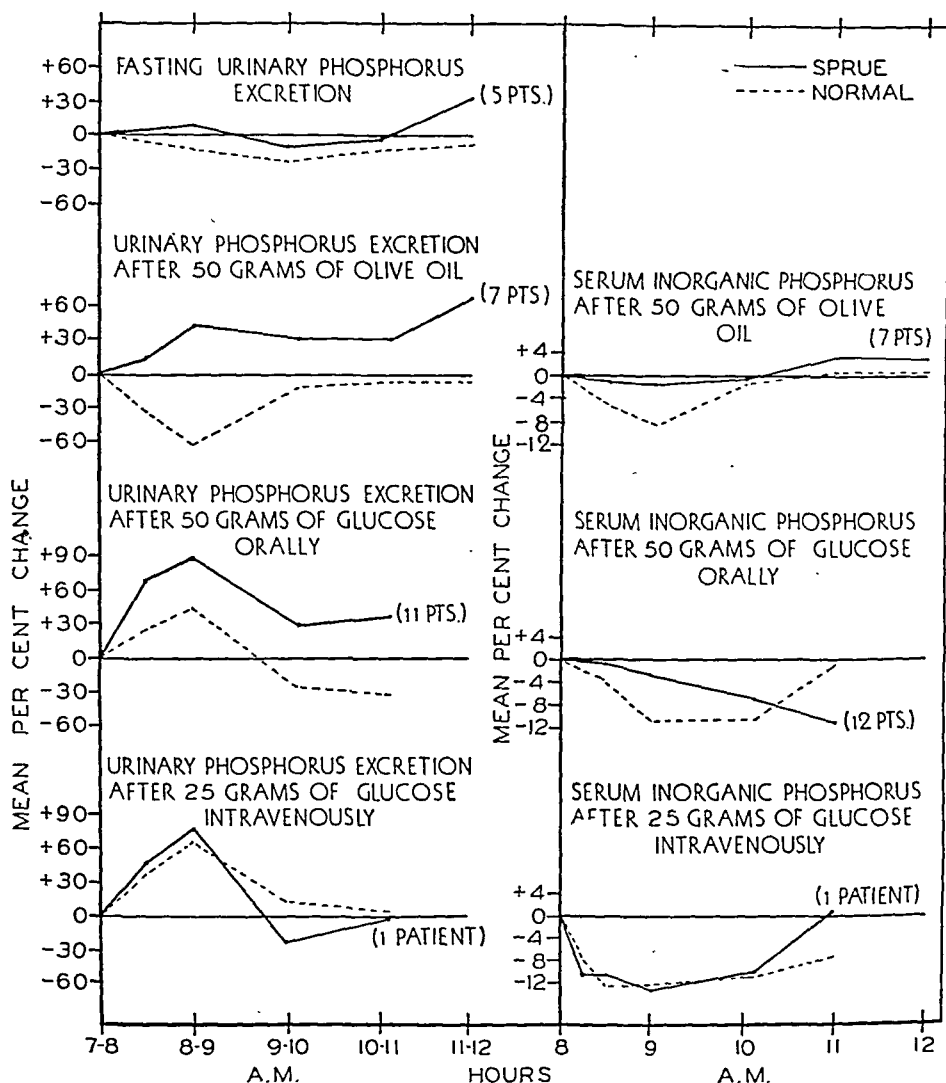 FASTING URINARY PHOSPHORUS
EXCRETION
+60
+30
0
-30
-60
(5 PTS.)
URINARY PHOSPHORUS EXCRETION
AFTER 50 GRAMS OF OLIVE OIL
+60
+30
0
-30
-60
(7 PTS)
URINARY PHOSPHORUS EXCRETION
AFTER 50 GRAMS OF GLUCOSE
ORALLY
+90
+60
+30
0
-30
-60
(11 PTS.)
URINARY PHOSPHORUS EXCRETION
AFTER 25 GRAMS OF GLUCOSE
INTRAVENOUSLY
+90
+60
+30
0
-30
-60
(1 PATIENT)
MEAN PER CENT CHANGE
7-8 8-9 9-10 10-11 11-12
A.M. HOURS
SPRUE
NORMAL
SERUM INORGANIC PHOSPHORUS
AFTER 50 GRAMS OF OLIVE
OIL
+4
0
-4
-8
-12
(7 PTS)
SERUM INORGANIC PHOSPHORUS
AFTER 50 GRAMS OF GLUCOSE
ORALLY
+4
0
-4
-8
-12
(12 PTS.)
SERUM INORGANIC PHOSPHORUS
AFTER 25 GRAMS OF GLUCOSE
INTRAVENOUSLY
+4
0
-4
-8
-12
(1 PATIENT)
MEAN PER CENT CHANGE
8 9 10 11 12
A.M.